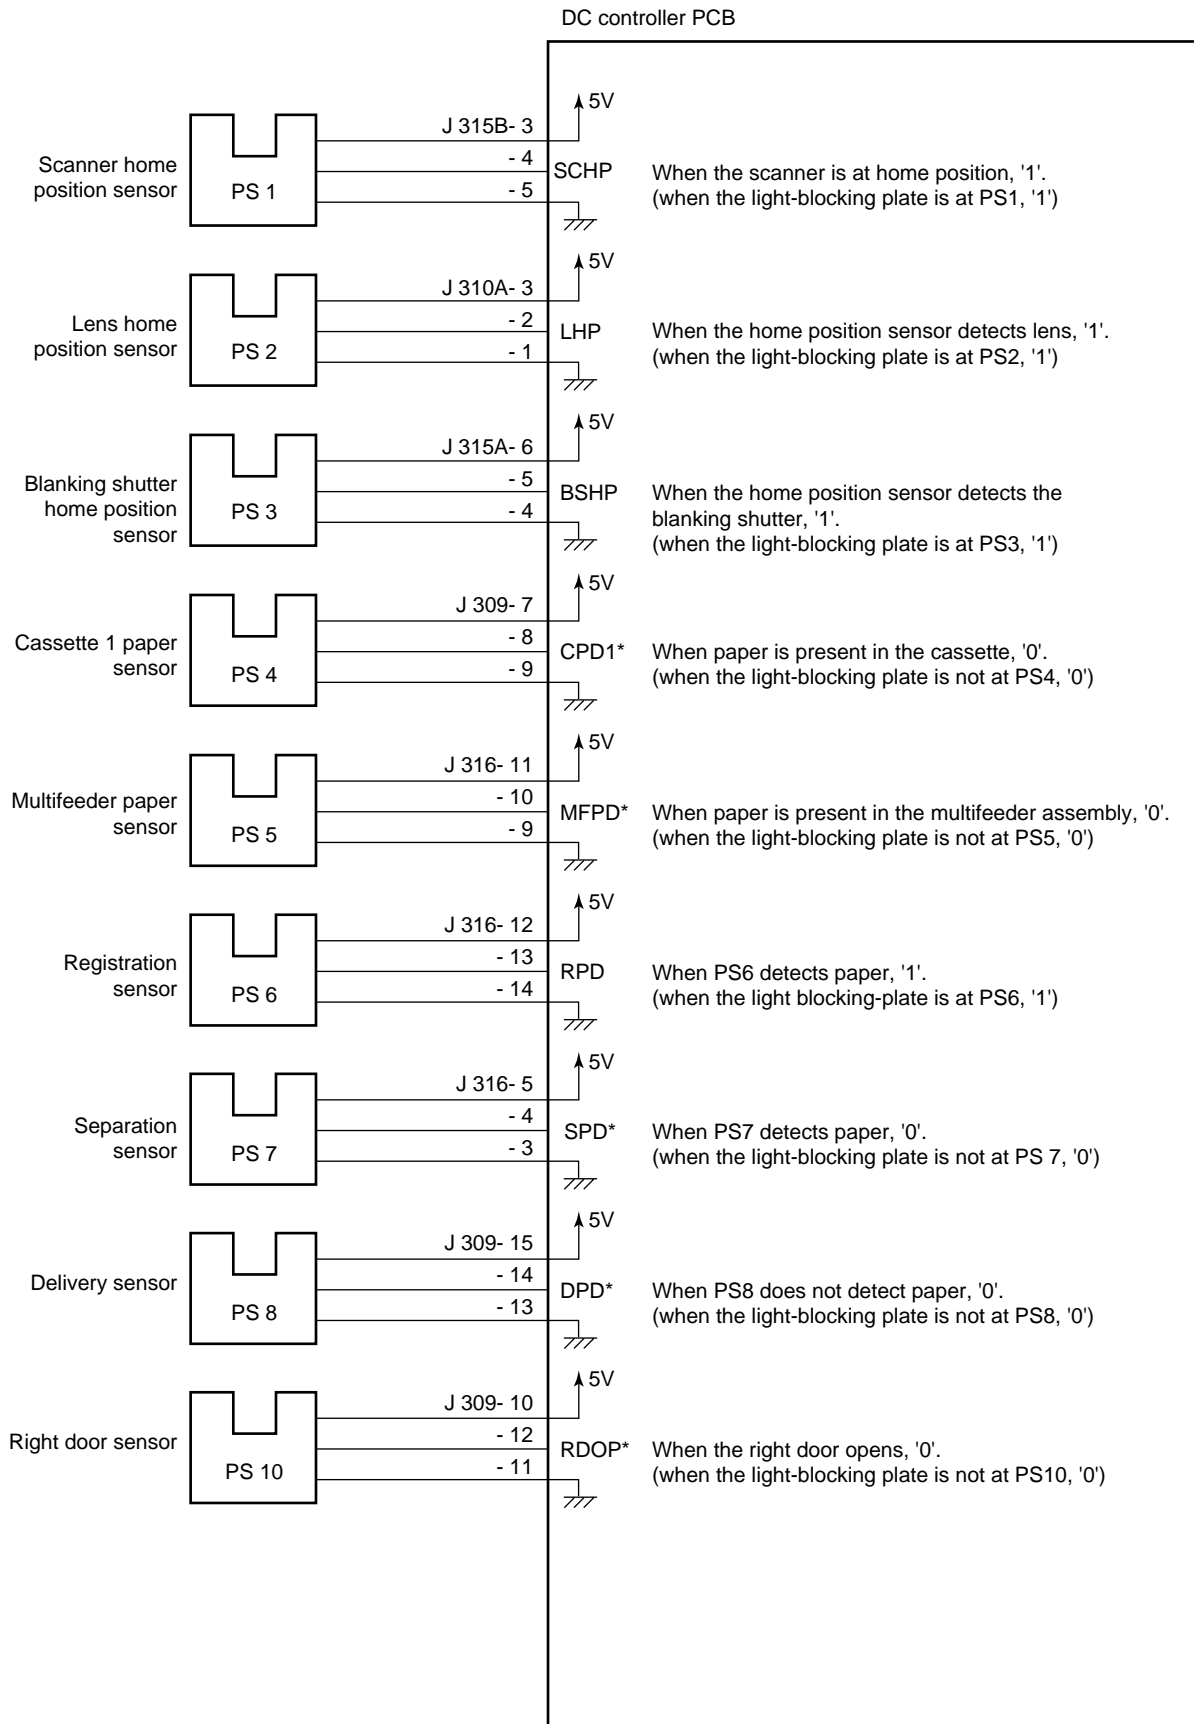 DC controller PCB
5V
J 315B- 3
Scanner home
position sensor
PS 1
- 4
SCHP
- 5
When the scanner is at home position, '1'.
(when the light-blocking plate is at PS1, '1')
5V
J 310A- 3
Lens home
position sensor
PS 2
- 2
LHP
- 1
When the home position sensor detects lens, '1'.
(when the light-blocking plate is at PS2, '1')
5V
J 315A- 6
Blanking shutter
home position
sensor
PS 3
- 5
BSHP
- 4
When the home position sensor detects the
blanking shutter, '1'.
(when the light-blocking plate is at PS3, '1')
5V
J 309- 7
Cassette 1 paper
sensor
PS 4
- 8
CPD1*
- 9
When paper is present in the cassette, '0'.
(when the light-blocking plate is not at PS4, '0')
5V
J 316- 11
Multifeeder paper
sensor
PS 5
- 10
MFPD*
- 9
When paper is present in the multifeeder assembly, '0'.
(when the light-blocking plate is not at PS5, '0')
5V
J 316- 12
Registration
sensor
PS 6
- 13
RPD
- 14
When PS6 detects paper, '1'.
(when the light blocking-plate is at PS6, '1')
5V
J 316- 5
Separation
sensor
PS 7
- 4
SPD*
- 3
When PS7 detects paper, '0'.
(when the light-blocking plate is not at PS 7, '0')
5V
J 309- 15
Delivery sensor
PS 8
- 14
DPD*
- 13
When PS8 does not detect paper, '0'.
(when the light-blocking plate is not at PS8, '0')
5V
J 309- 10
Right door sensor
PS 10
- 12
RDOP*
- 11
When the right door opens, '0'.
(when the light-blocking plate is not at PS10, '0')